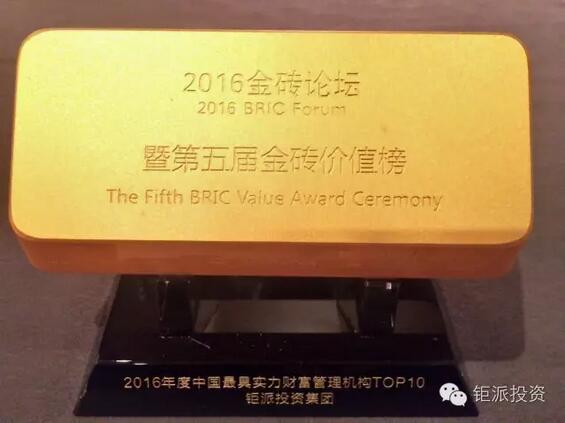 2016金砖论坛
2016 BRIC Forum
暨第五届金砖价值榜
The Fifth BRIC Value Award Ceremony
2016年度中国最具实力财富管理机构TOP10
钜派投资集团
钜派投资